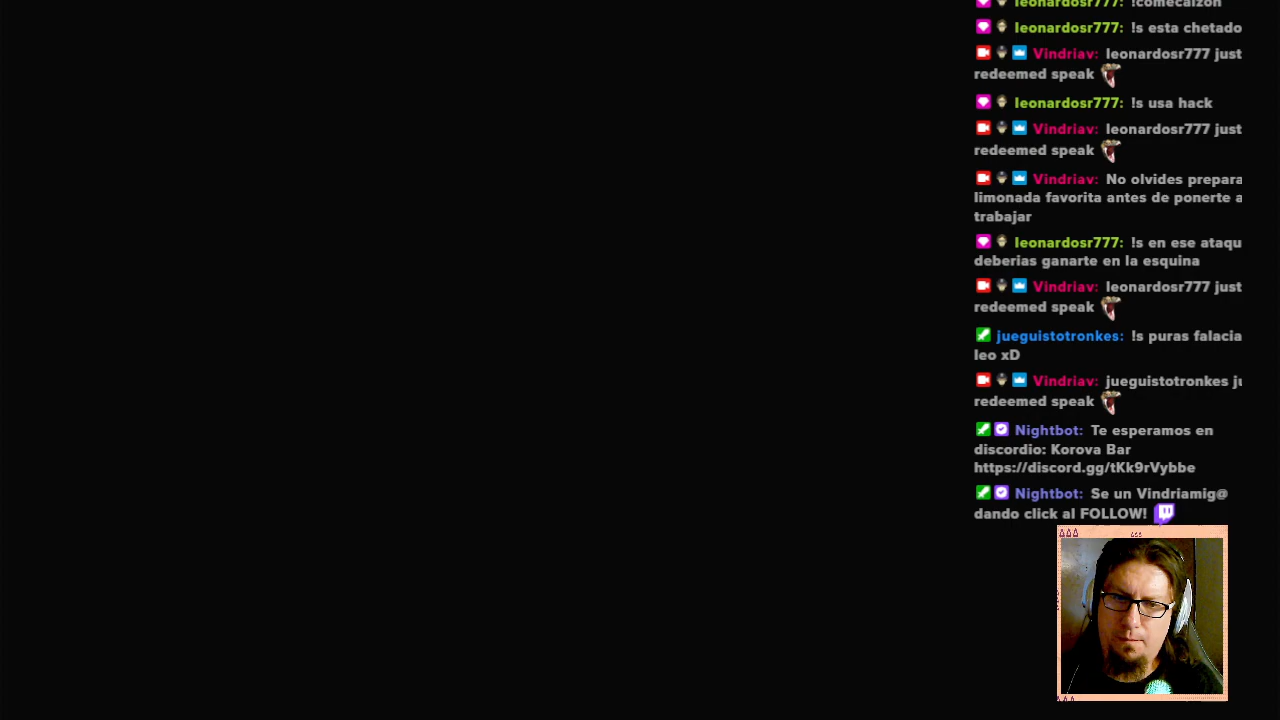 leonardosr777: !comecalzon
leonardosr777: !s esta chetado
Vindriav: leonardosr777 just
redeemed speak
leonardosr777: !s usa hack
Vindriav: leonardosr777 just
redeemed speak
Vindriav: No olvides prepara
limonada favorita antes de ponerte a
trabajar
leonardosr777: !s en ese ataqu
deberias ganarte en la esquina
Vindriav: leonardosr777 just
redeemed speak
jueguistotronkes: !s puras falacia
leo xD
Vindriav: jueguistotronkes ju
redeemed speak
Nightbot: Te esperamos en
discordio: Korova Bar
https://discord.gg/tKk9rVybbe
Nightbot: Se un Vindriamig@
dando click al FOLLOW!